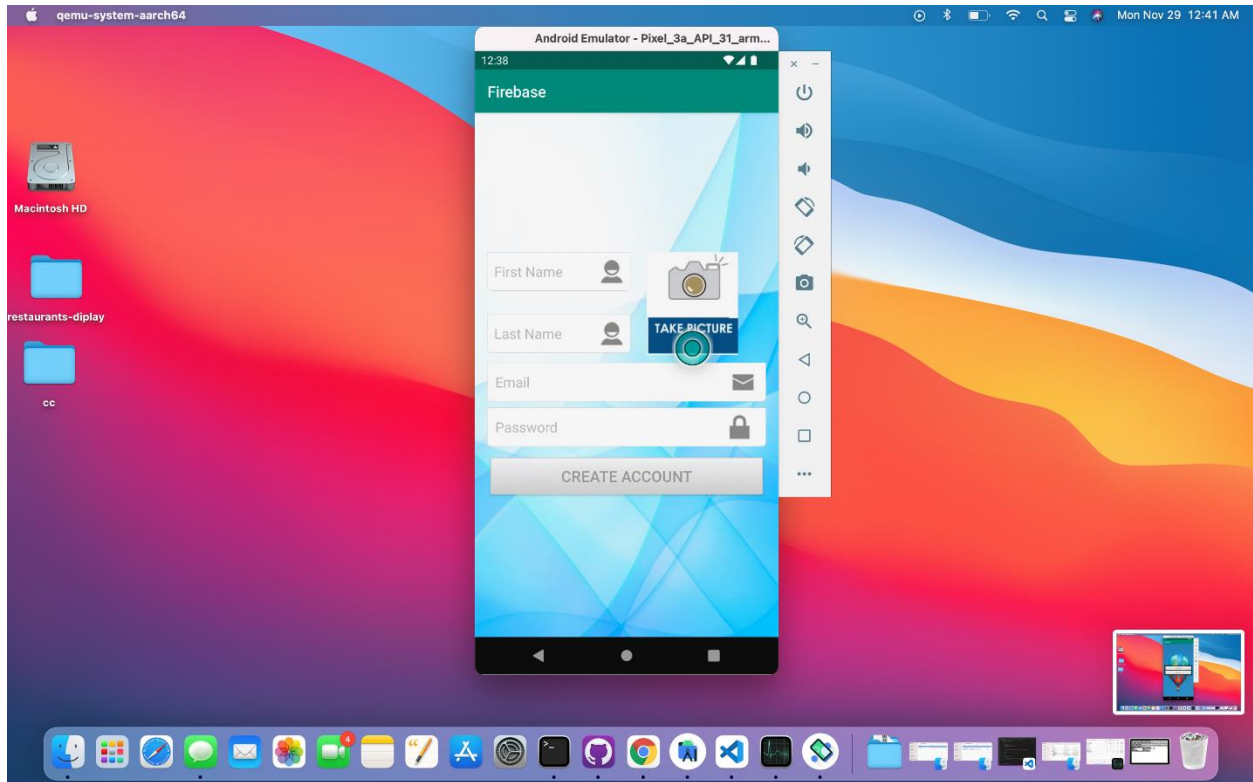 qemu-system-aarch64
Mon Nov 29 12:41 AM
Android Emulator - Pixel_3a_API_31_arm...
12:38
Firebase
Macintosh HD
First Name
TAKE PICTURE
Last Name
restaurants-diplay
Email
cc
Password
CREATE ACCOUNT
4